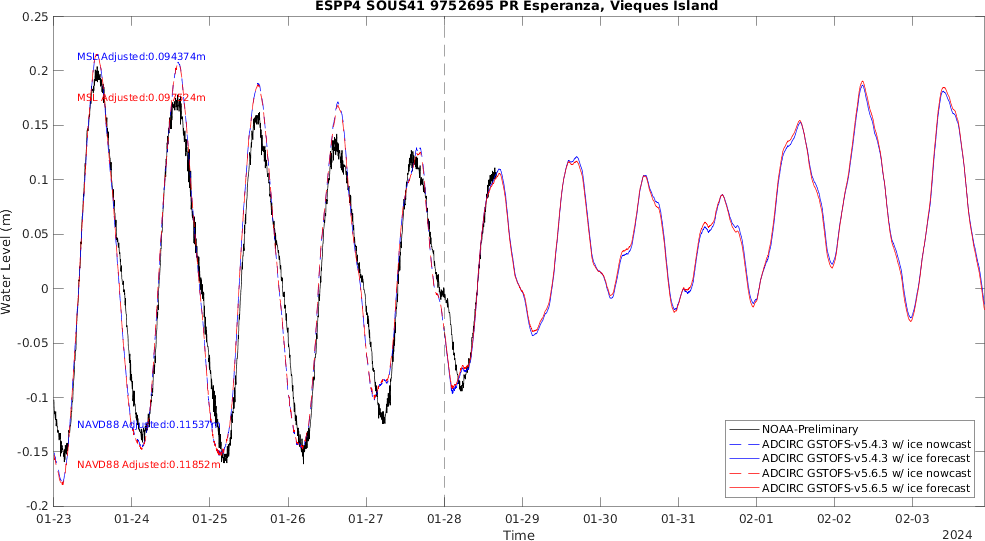 ESPP4 SOUS41 9752695 PR Esperanza, Vieques Island
0.25
0.2
0.15
0.1
0.05
0
-0.05
-0.1
-0.15
-0.2
Water Level (m)
MSL Adjusted:0.094374m
MSL Adjusted:
NAVD88 Adjusted:0.11537m
NAVD88 Adjusted:0.11852m
NOAA-Preliminary
ADCIRC GSTOFS-v5.4.3 w/ ice nowcast
ADCIRC GSTOFS-v5.4.3 w/ ice forecast
ADCIRC GSTOFS-v5.6.5 w/ ice nowcast
ADCIRC GSTOFS-v5.6.5 w/ ice forecast
01-23 01-24 01-25 01-26 01-27 01-28 01-29 01-30 01-31 02-01 02-02 02-03
Time
2024